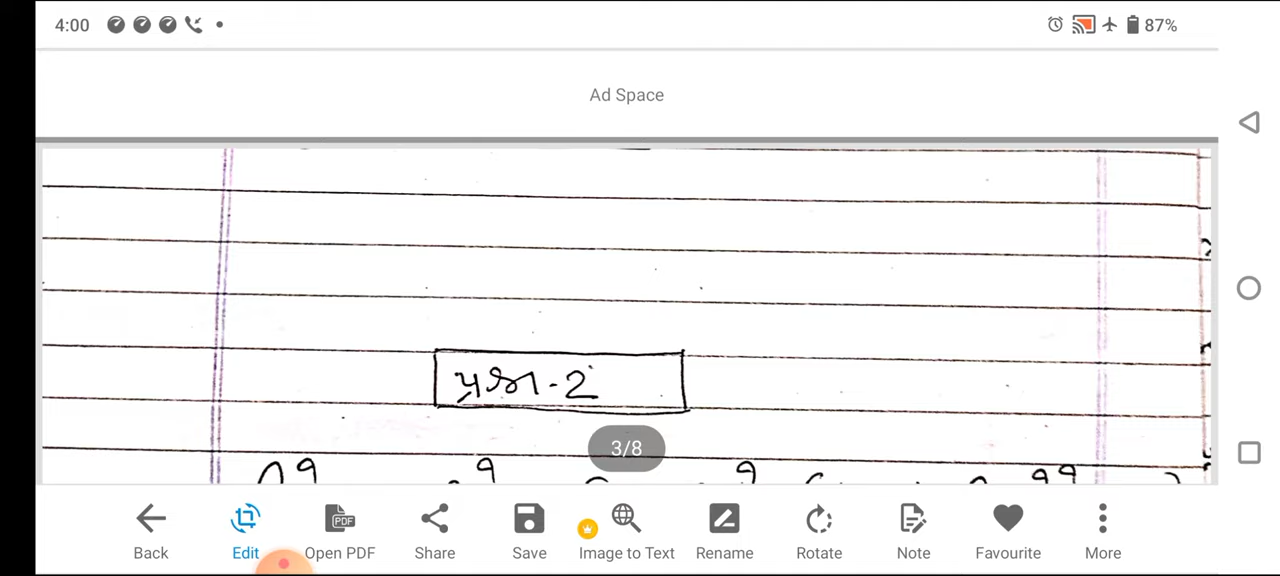 4:00
87%
Ad Space
પ્રશ્ન-2
3/8
Back
Edit
Open PDF
Share
Save
Image to Text
Rename
Rotate
Note
Favourite
More